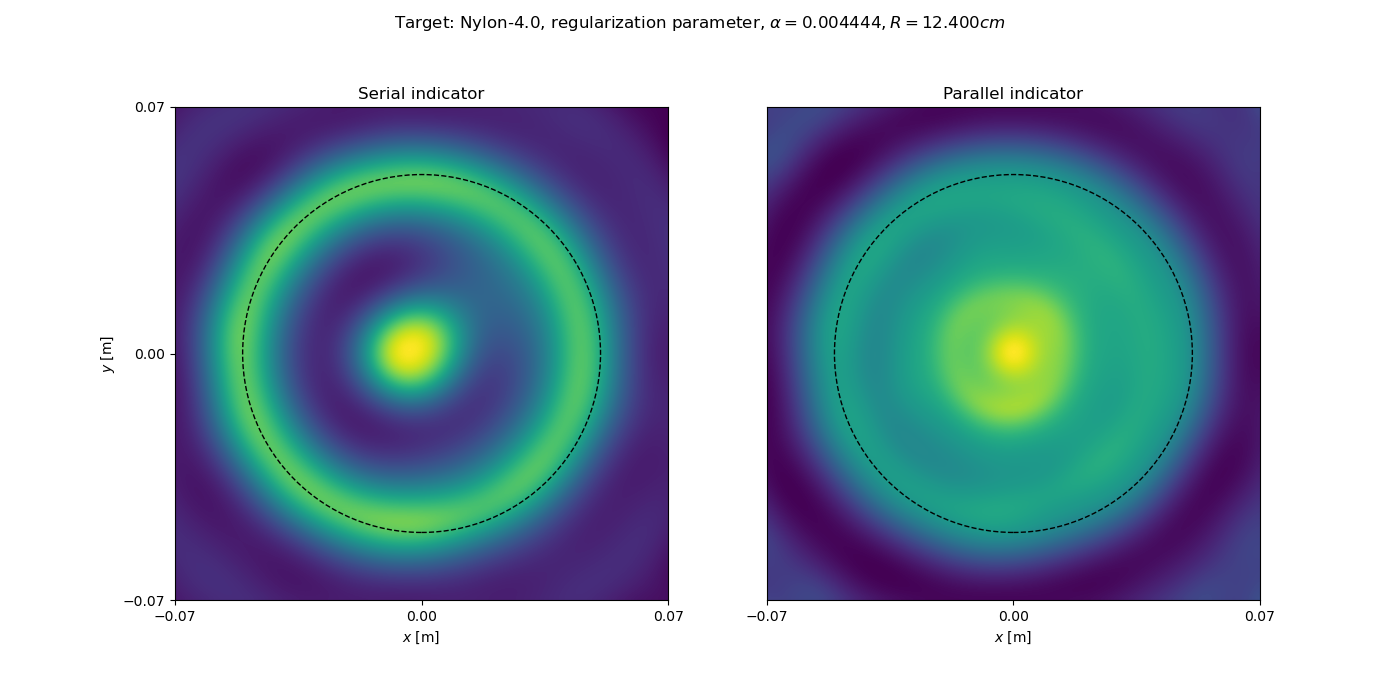 Target: Nylon-4.0, regularization parameter, α = 0.004444, R = 12.400cm
Serial indicator
Parallel indicator
0.07
0.00
−0.07
y [m]
−0.07 0.00 0.07
x [m]
−0.07 0.00 0.07
x [m]